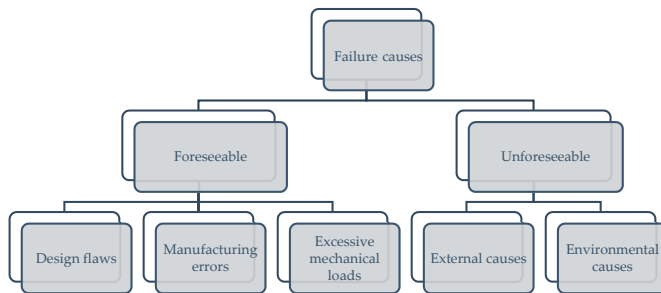 Failure causes
Foreseeable
Unforeseeable
Design flaws
Manufacturing
errors
Excessive
mechanical
loads
External causes
Environmental
causes